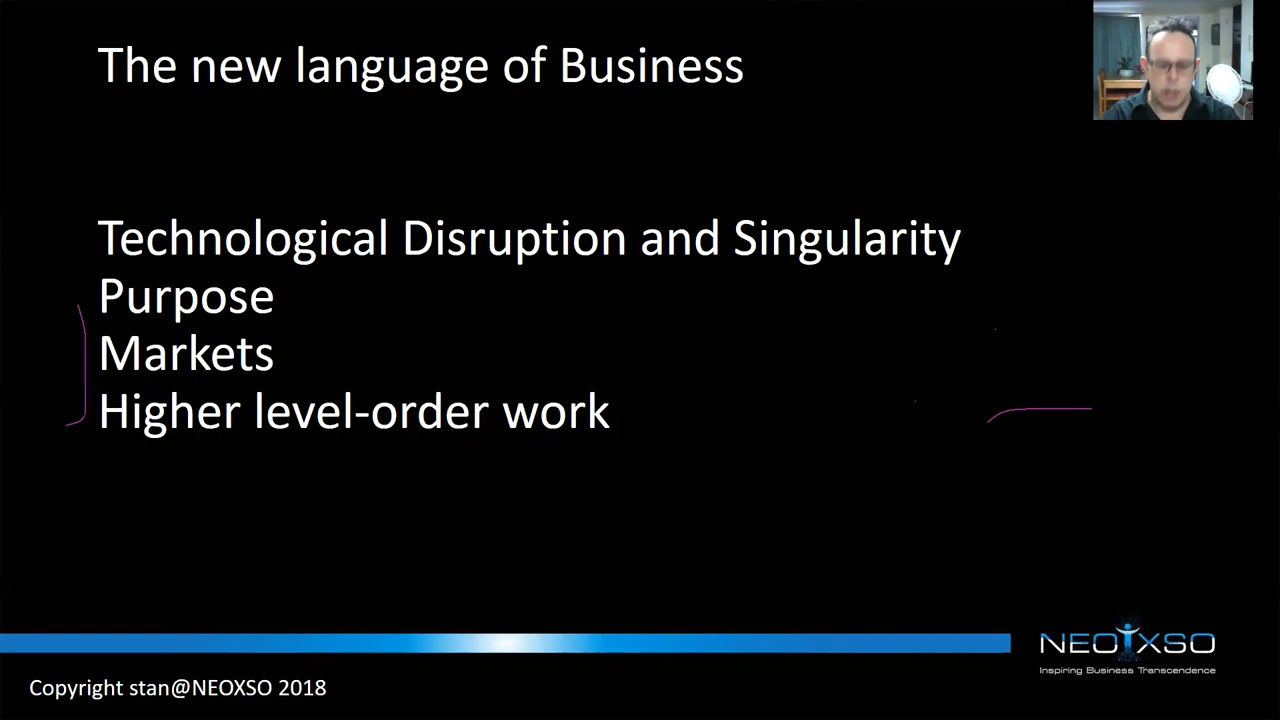 The new language of Business
Technological Disruption and Singularity
Purpose
Markets
Higher level-order work
NEOXSO
Inspiring Business Transcendence
Copyright stan@NEOXSO 2018